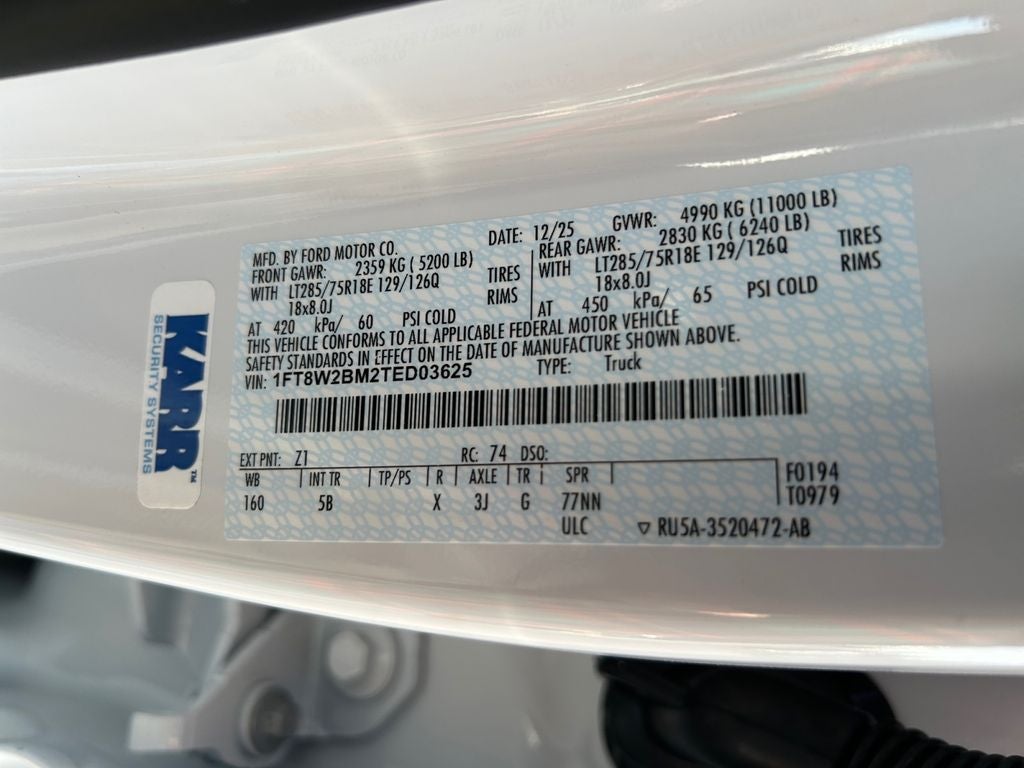 KARR™
SECURITY SYSTEMS
MFD. BY FORD MOTOR CO. DATE: 12/25 GVWR: 4990 KG (11000 LB)
FRONT GAWR: 2359 KG ( 5200 LB) REAR GAWR: 2830 KG ( 6240 LB)
WITH LT285/75R18E 129/126Q TIRES WITH LT285/75R18E 129/126Q TIRES
18x8.0J RIMS 18x8.0J RIMS
AT 420 kPa/ 60 PSI COLD AT 450 kPa/ 65 PSI COLD
THIS VEHICLE CONFORMS TO ALL APPLICABLE FEDERAL MOTOR VEHICLE
SAFETY STANDARDS IN EFFECT ON THE DATE OF MANUFACTURE SHOWN ABOVE.
VIN: 1FT8W2BM2TED03625 TYPE: Truck
EXT PNT: Z1 RC: 74 DSO:
WB INT TR TP/PS R AXLE TR SPR F0194
160 5B X 3J G 77NN T0979
ULC ▽ RU5A-3520472-AB